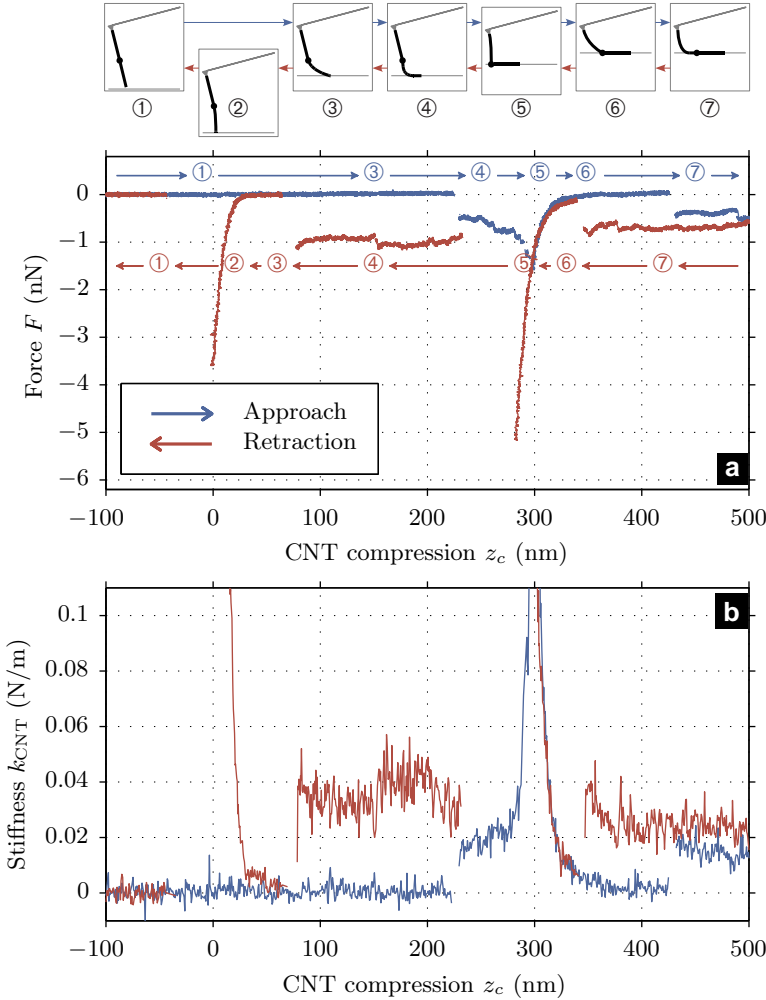 ① ② ③ ④ ⑤ ⑥ ⑦
① ③ ④ ⑤ ⑥ ⑦
① ② ③ ④ ⑤ ⑥ ⑦
0
−1
−2
−3
−4
−5
−6
Force F (nN)
Approach
Retraction
a
−100 0 100 200 300 400 500
CNT compression z_c (nm)
b
0.1
0.08
0.06
0.04
0.02
0
Stiffness k_CNT (N/m)
−100 0 100 200 300 400 500
CNT compression z_c (nm)